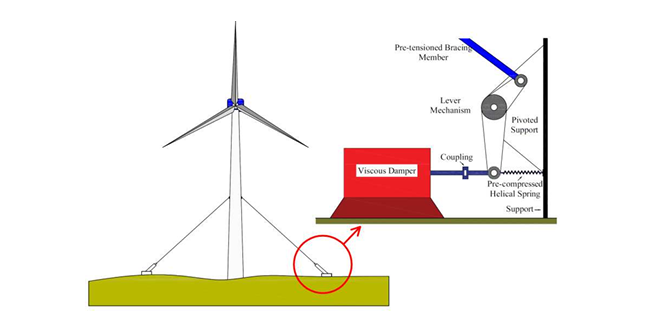 Pre-tensioned Bracing
Member
Lever
Mechanism
Pivoted
Support
Coupling
Viscous Damper
Pre-compressed
Helical Spring
Support